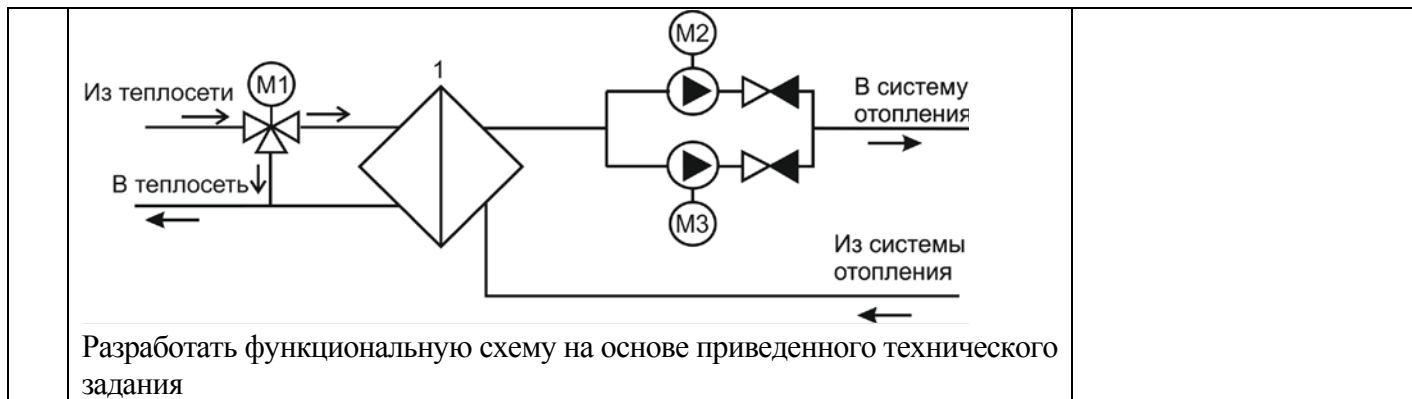 M2
1
M1
Из теплосети
В систему
отопления
В теплосеть
M3
Из системы
отопления
Разработать функциональную схему на основе приведенного технического
задания